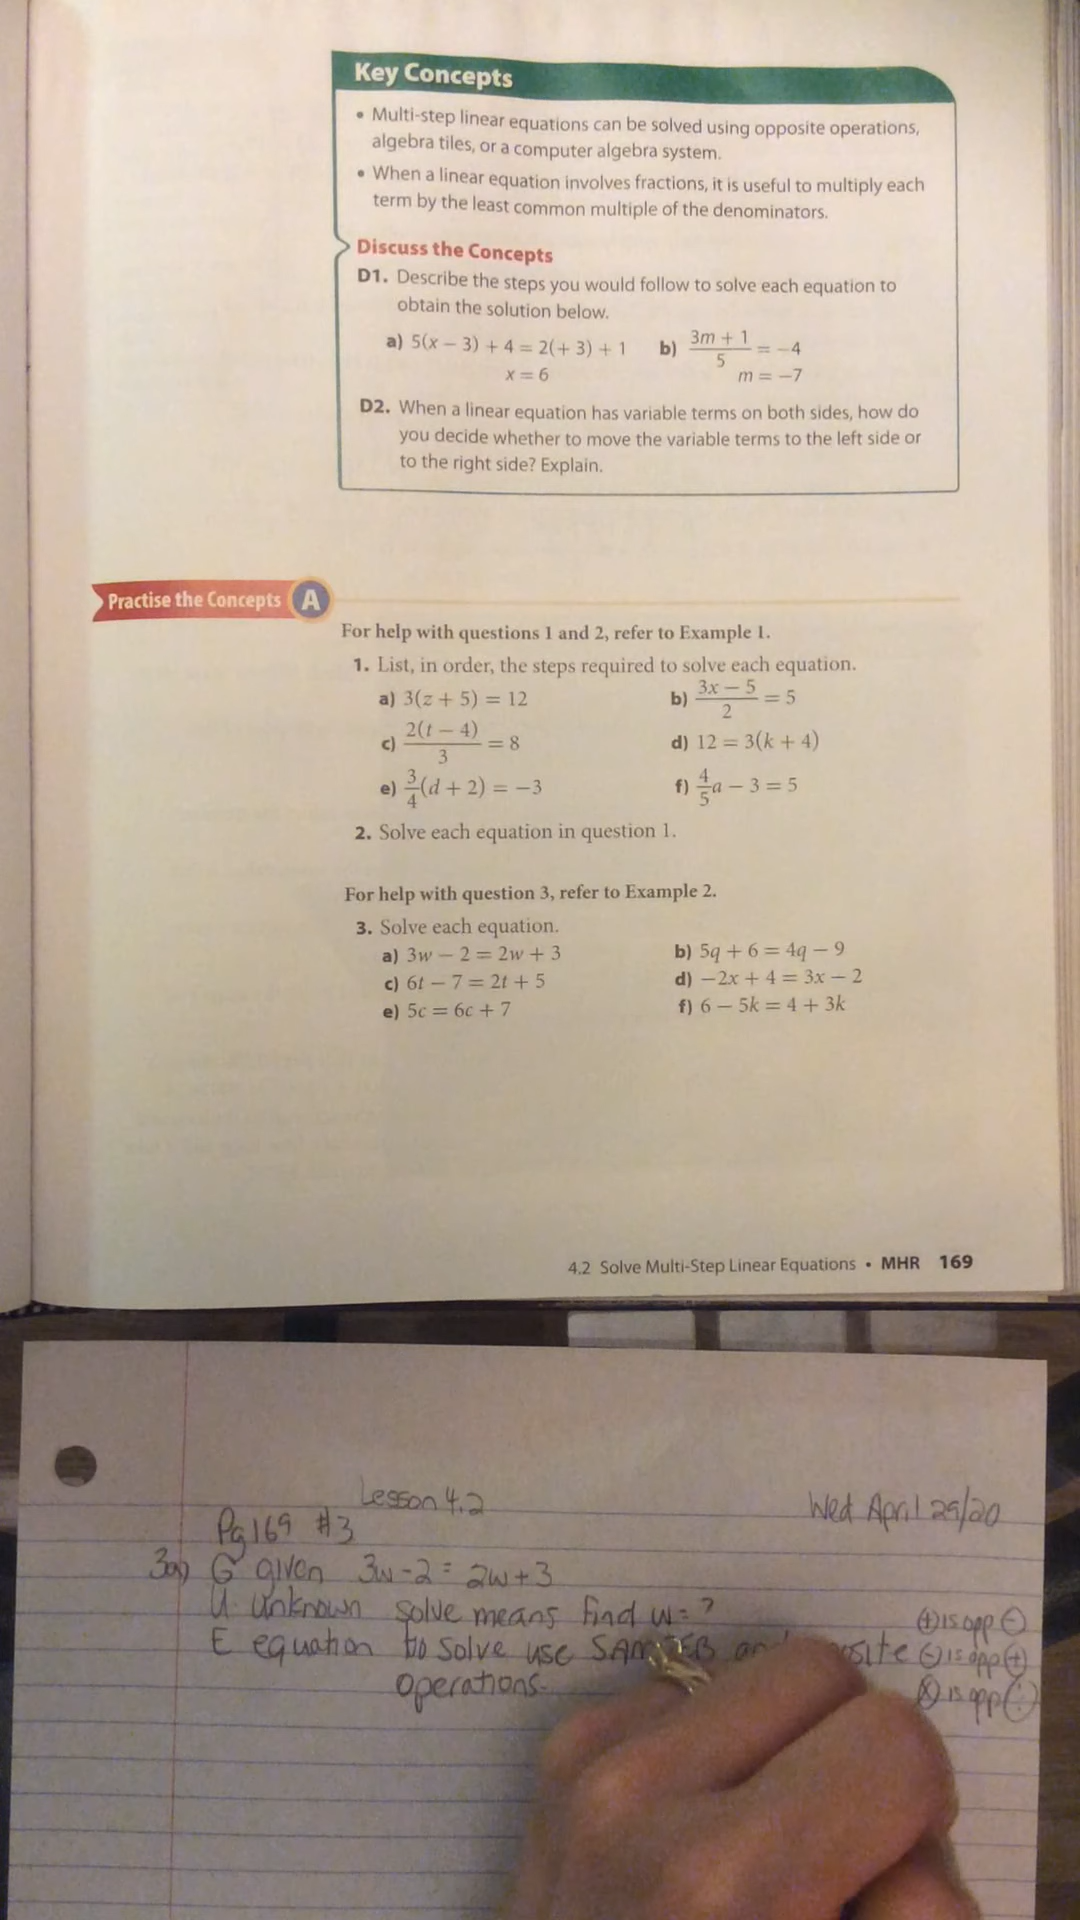 Key Concepts
• Multi-step linear equations can be solved using opposite operations,
algebra tiles, or a computer algebra system.
• When a linear equation involves fractions, it is useful to multiply each
term by the least common multiple of the denominators.
Discuss the Concepts
D1. Describe the steps you would follow to solve each equation to
obtain the solution below.
a) 5(x − 3) + 4 = 2(+ 3) + 1 b) (3m + 1)/5 = −4
x = 6 m = −7
D2. When a linear equation has variable terms on both sides, how do
you decide whether to move the variable terms to the left side or
to the right side? Explain.
Practise the Concepts A
For help with questions 1 and 2, refer to Example 1.
1. List, in order, the steps required to solve each equation.
a) 3(z + 5) = 12 b) (3x − 5)/2 = 5
c) 2(t − 4)/3 = 8 d) 12 = 3(k + 4)
e) 3/4(d + 2) = −3 f) 4/5a − 3 = 5
2. Solve each equation in question 1.
For help with question 3, refer to Example 2.
3. Solve each equation.
a) 3w − 2 = 2w + 3 b) 5q + 6 = 4q − 9
c) 6t − 7 = 2t + 5 d) −2x + 4 = 3x − 2
e) 5c = 6c + 7 f) 6 − 5k = 4 + 3k
4.2 Solve Multi-Step Linear Equations • MHR 169
Lesson 4.2 Wed April 29/20
Pg 169 #3
3a) G given 3w-2 = 2w+3
U unknown solve means find w = ?
E equation to solve use
operations.
(+) is opp (-)
(-) is opp (+)
(x) is opp (÷)